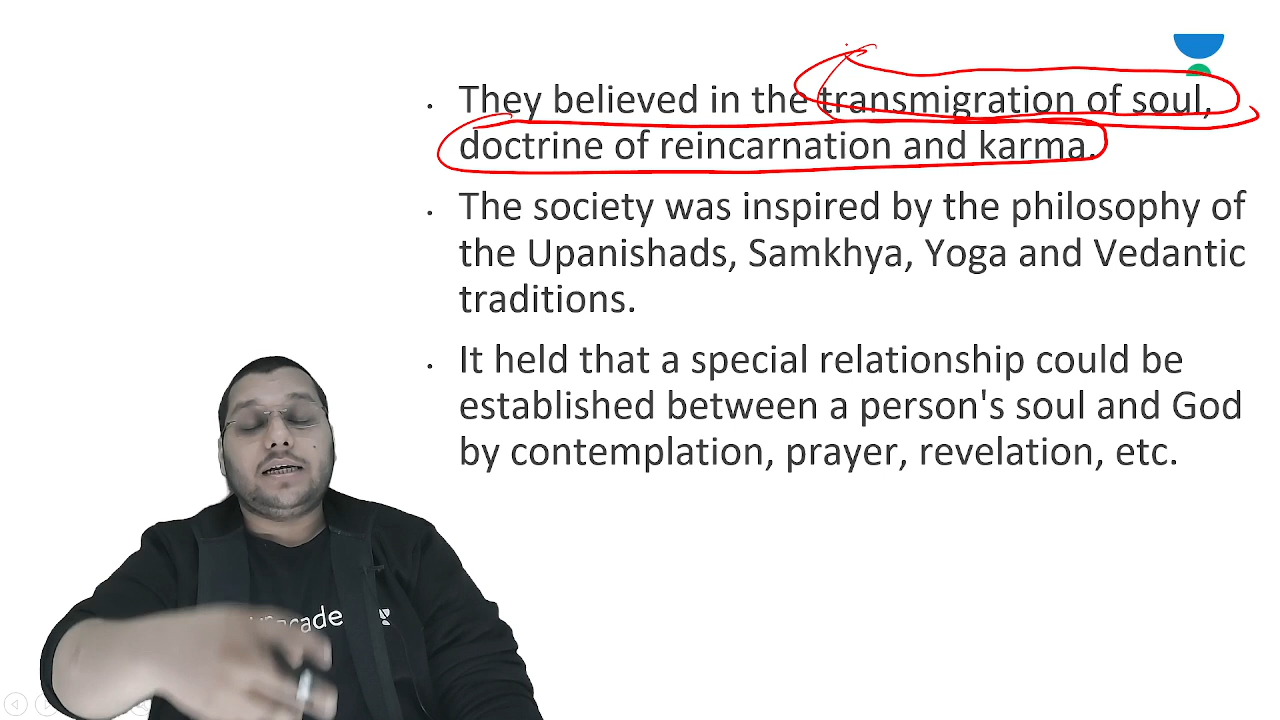 They believed in the transmigration of soul,
doctrine of reincarnation and karma.
The society was inspired by the philosophy of
the Upanishads, Samkhya, Yoga and Vedantic
traditions.
It held that a special relationship could be
established between a person's soul and God
by contemplation, prayer, revelation, etc.